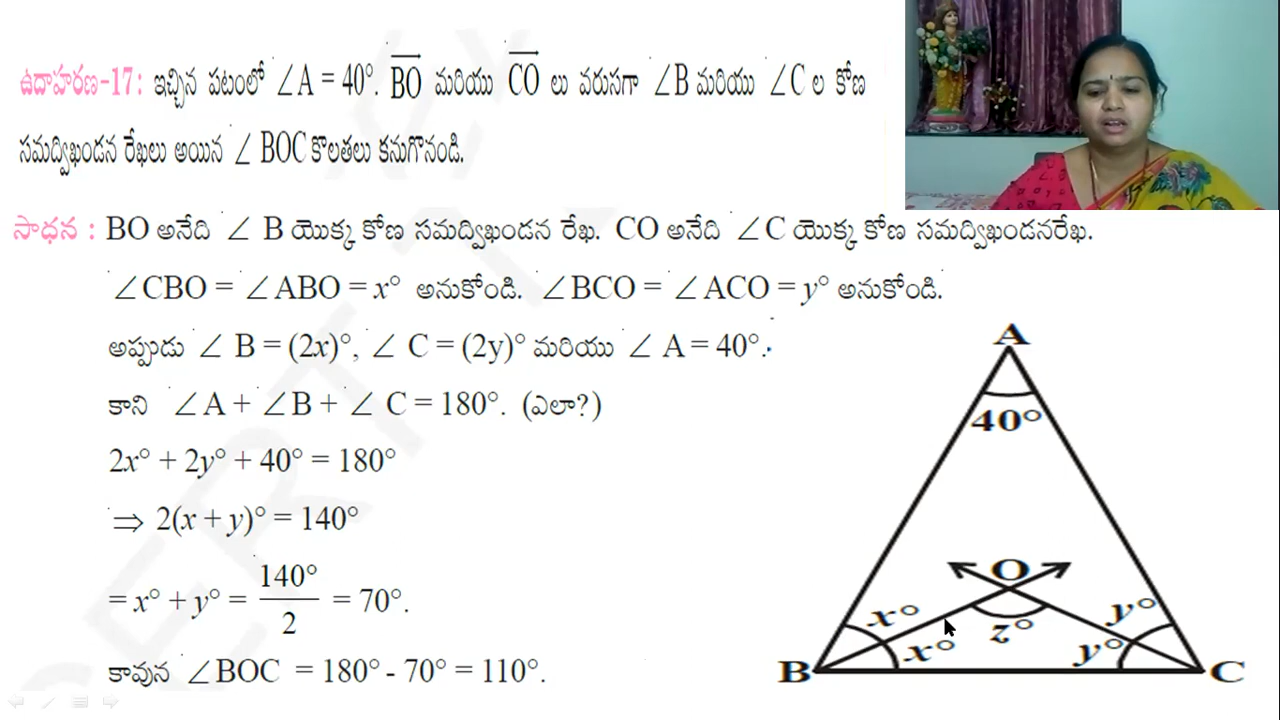 ఉదాహరణ-17: ఇచ్చిన పటంలో ∠A = 40°. BO మరియు CO లు వరుసగా ∠B మరియు ∠C ల కోణ
సమద్విఖండన రేఖలు అయిన ∠ BOC కొలతలు కనుగొనండి.
సాధన : BO అనేది ∠ B యొక్క కోణ సమద్విఖండన రేఖ. CO అనేది ∠C యొక్క కోణ సమద్విఖండనరేఖ.
∠CBO = ∠ABO = x° అనుకోండి. ∠BCO = ∠ACO = y° అనుకోండి.
అప్పుడు ∠ B = (2x)°, ∠ C = (2y)° మరియు ∠ A = 40°.
కాని ∠A + ∠B + ∠ C = 180°. (ఎలా?)
2x° + 2y° + 40° = 180°
⇒ 2(x + y)° = 140°
= x° + y° = 140°/2 = 70°.
కావున ∠BOC = 180° - 70° = 110°.
A
40°
O
x° y°
z°
x° y°
B C